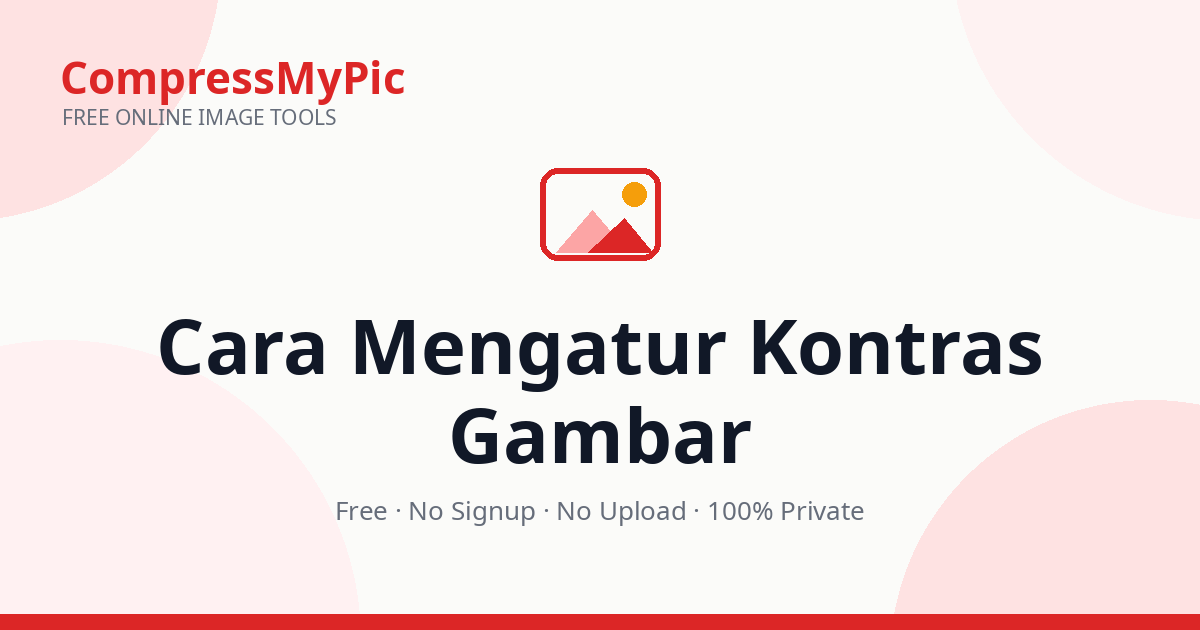 CompressMyPic
FREE ONLINE IMAGE TOOLS
Cara Mengatur Kontras
Gambar
Free · No Signup · No Upload · 100% Private